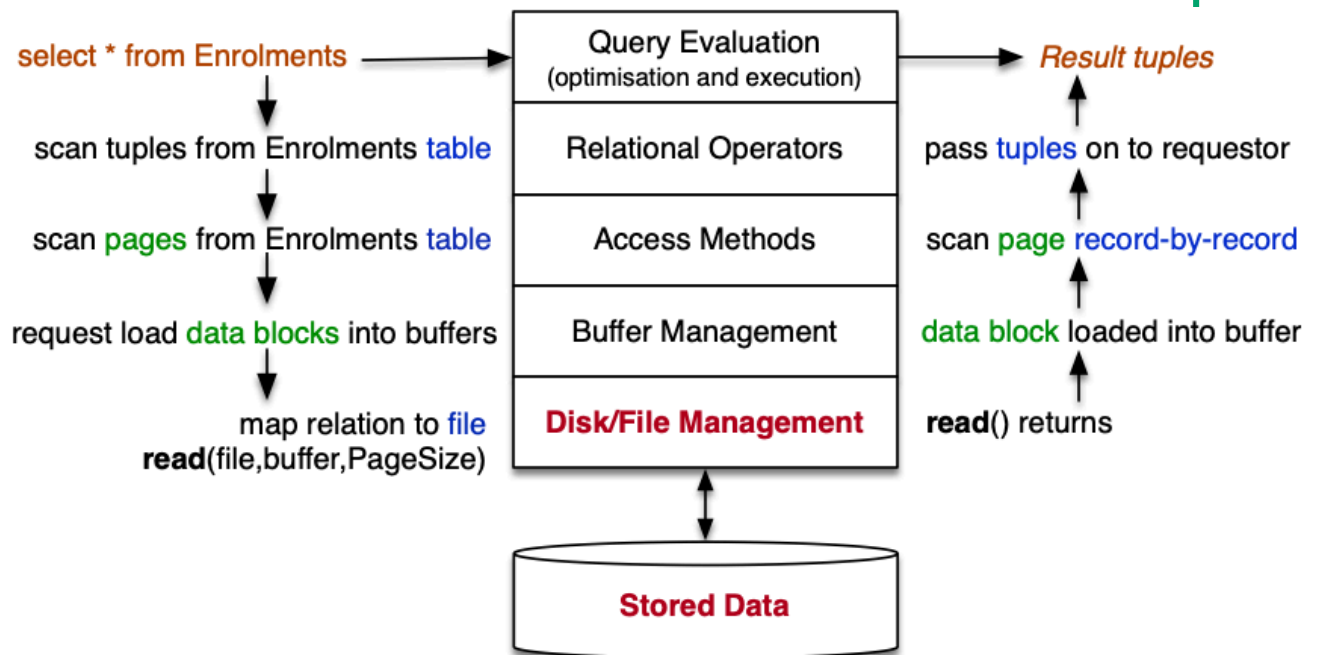 select * from Enrolments
scan tuples from Enrolments table
scan pages from Enrolments table
request load data blocks into buffers
map relation to file
read(file,buffer,PageSize)
Query Evaluation
(optimisation and execution)
Relational Operators
Access Methods
Buffer Management
Disk/File Management
Stored Data
Result tuples
pass tuples on to requestor
scan page record-by-record
data block loaded into buffer
read() returns